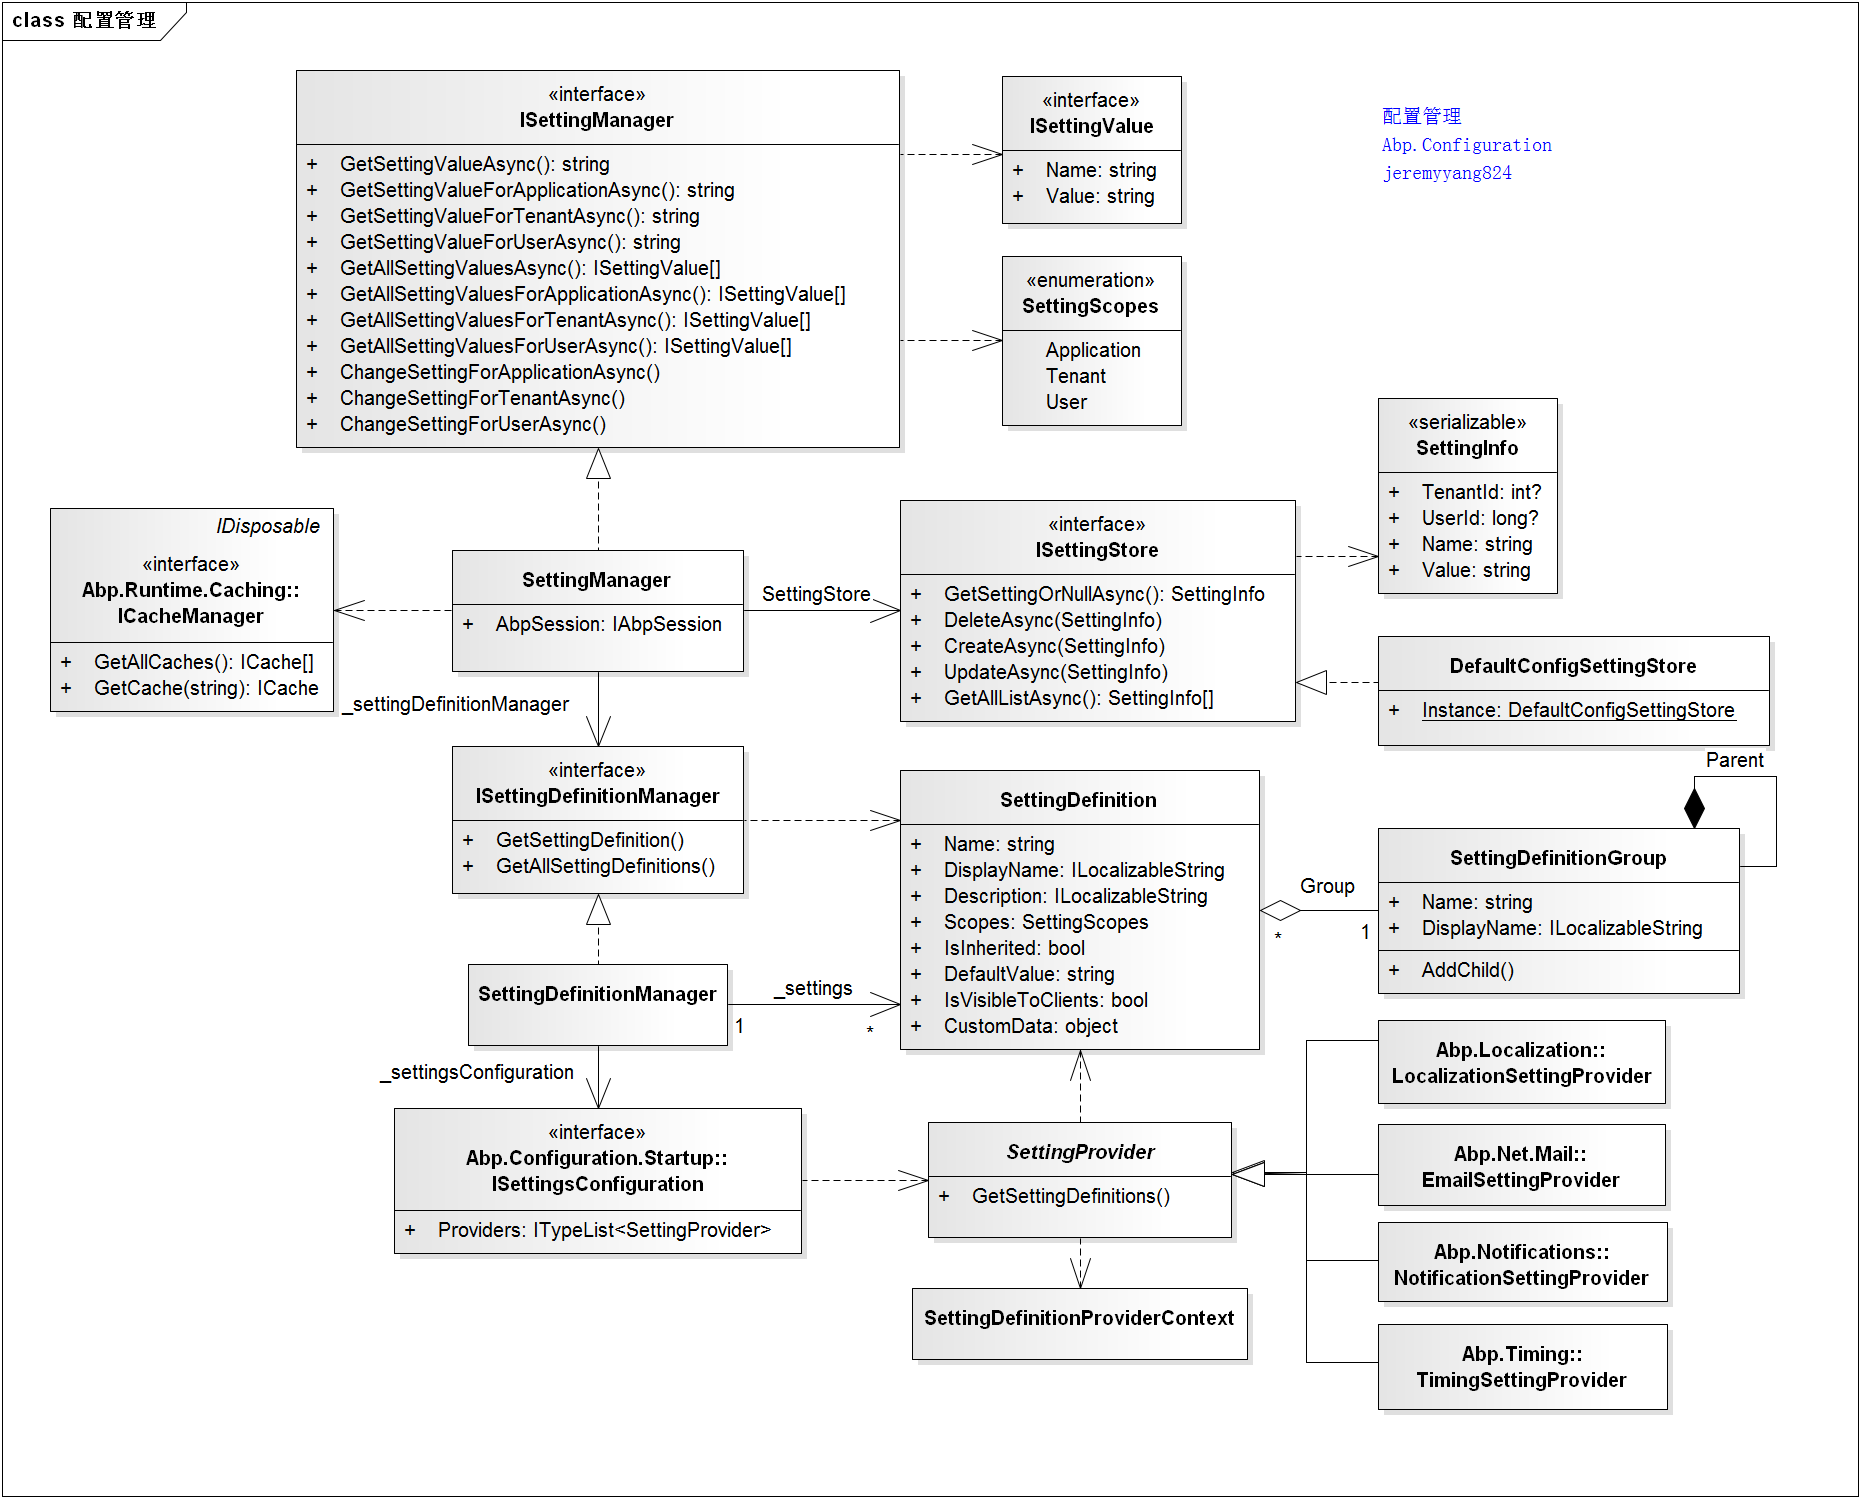 class 配置管理
«interface»
ISettingManager
+ GetSettingValueAsync(): string
+ GetSettingValueForApplicationAsync(): string
+ GetSettingValueForTenantAsync(): string
+ GetSettingValueForUserAsync(): string
+ GetAllSettingValuesAsync(): ISettingValue[]
+ GetAllSettingValuesForApplicationAsync(): ISettingValue[]
+ GetAllSettingValuesForTenantAsync(): ISettingValue[]
+ GetAllSettingValuesForUserAsync(): ISettingValue[]
+ ChangeSettingForApplicationAsync()
+ ChangeSettingForTenantAsync()
+ ChangeSettingForUserAsync()
«interface»
ISettingValue
+ Name: string
+ Value: string
配置管理
Abp.Configuration
jeremyyang824
«enumeration»
SettingScopes
Application
Tenant
User
«serializable»
SettingInfo
+ TenantId: int?
+ UserId: long?
+ Name: string
+ Value: string
IDisposable
«interface»
Abp.Runtime.Caching::
ICacheManager
+ GetAllCaches(): ICache[]
+ GetCache(string): ICache
SettingManager
+ AbpSession: IAbpSession
SettingStore
«interface»
ISettingStore
+ GetSettingOrNullAsync(): SettingInfo
+ DeleteAsync(SettingInfo)
+ CreateAsync(SettingInfo)
+ UpdateAsync(SettingInfo)
+ GetAllListAsync(): SettingInfo[]
DefaultConfigSettingStore
+ Instance: DefaultConfigSettingStore
_settingDefinitionManager
«interface»
ISettingDefinitionManager
+ GetSettingDefinition()
+ GetAllSettingDefinitions()
SettingDefinition
+ Name: string
+ DisplayName: ILocalizableString
+ Description: ILocalizableString
+ Scopes: SettingScopes
+ IsInherited: bool
+ DefaultValue: string
+ IsVisibleToClients: bool
+ CustomData: object
Parent
Group
*
1
SettingDefinitionGroup
+ Name: string
+ DisplayName: ILocalizableString
+ AddChild()
SettingDefinitionManager
_settings
1
*
_settingsConfiguration
«interface»
Abp.Configuration.Startup::
ISettingsConfiguration
+ Providers: ITypeList<SettingProvider>
SettingProvider
+ GetSettingDefinitions()
SettingDefinitionProviderContext
Abp.Localization::
LocalizationSettingProvider
Abp.Net.Mail::
EmailSettingProvider
Abp.Notifications::
NotificationSettingProvider
Abp.Timing::
TimingSettingProvider